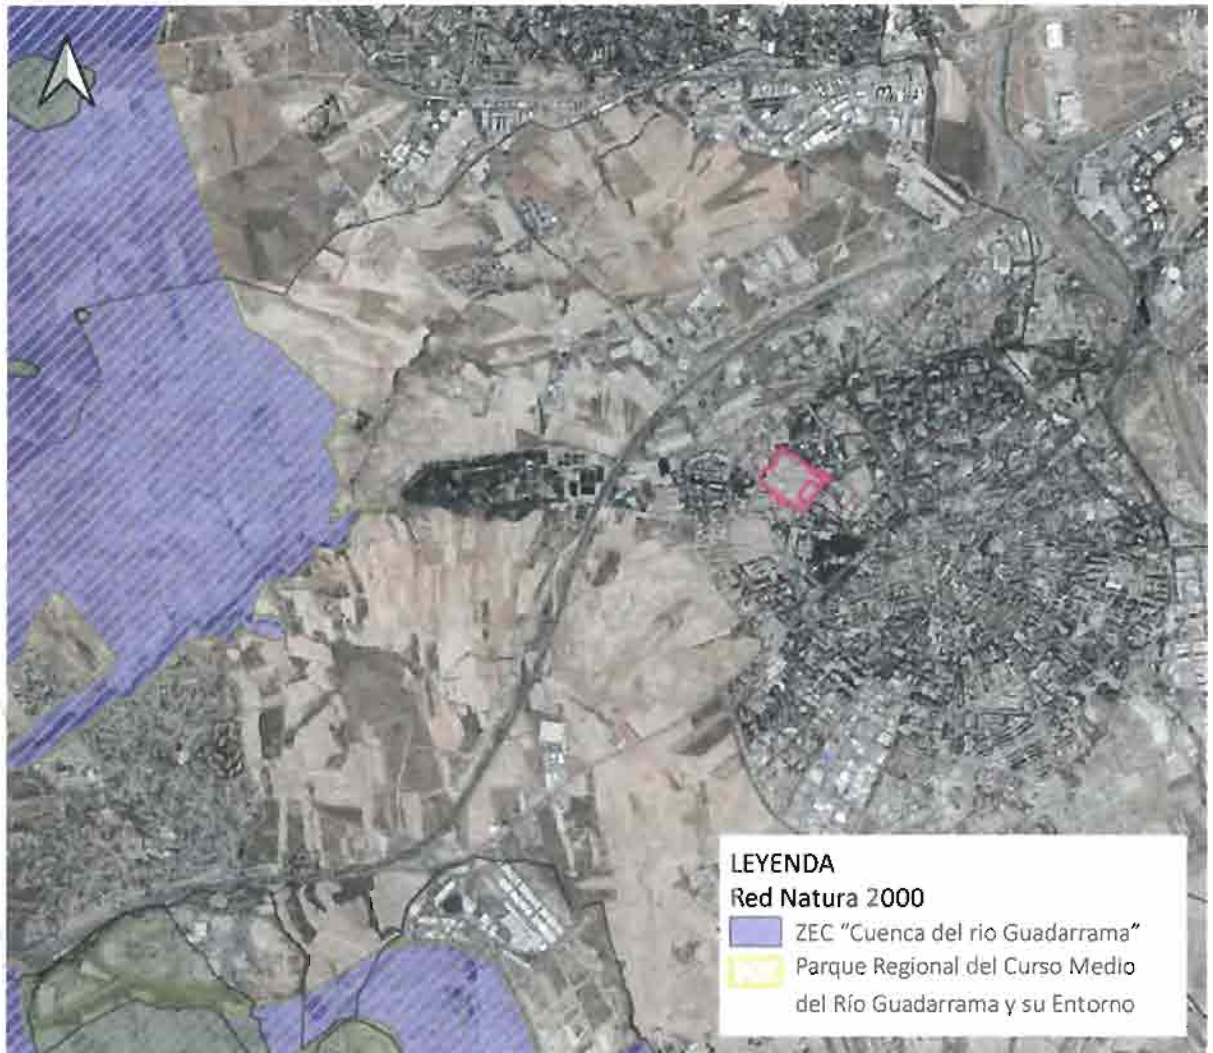 LEYENDA
Red Natura 2000
ZEC "Cuenca del rio Guadarrama"
Parque Regional del Curso Medio
del Río Guadarrama y su Entorno